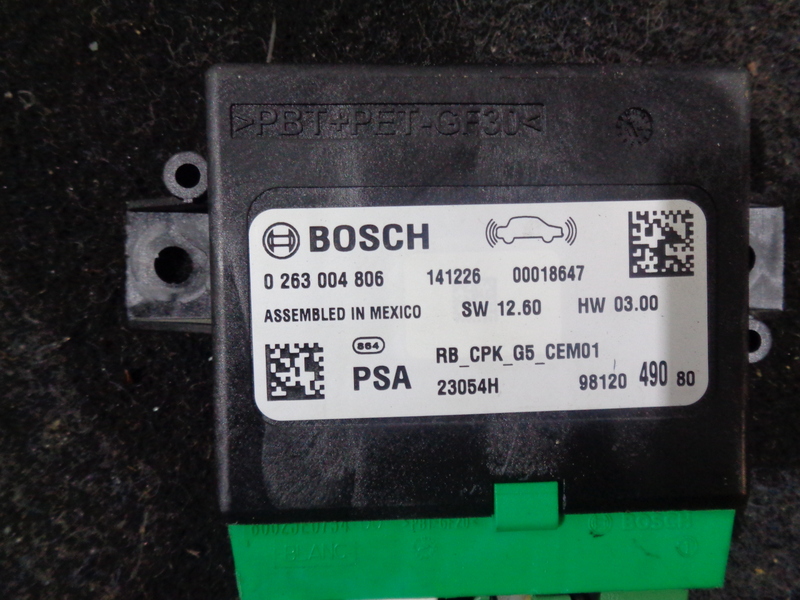 >PBT+PET-GF30<
BOSCH
0 263 004 806 141226 00018647
ASSEMBLED IN MEXICO SW 12.60 HW 03.00
864 RB_CPK_G5_CEM01
PSA 23054H 98120 490 80
BOSCH
BLANC